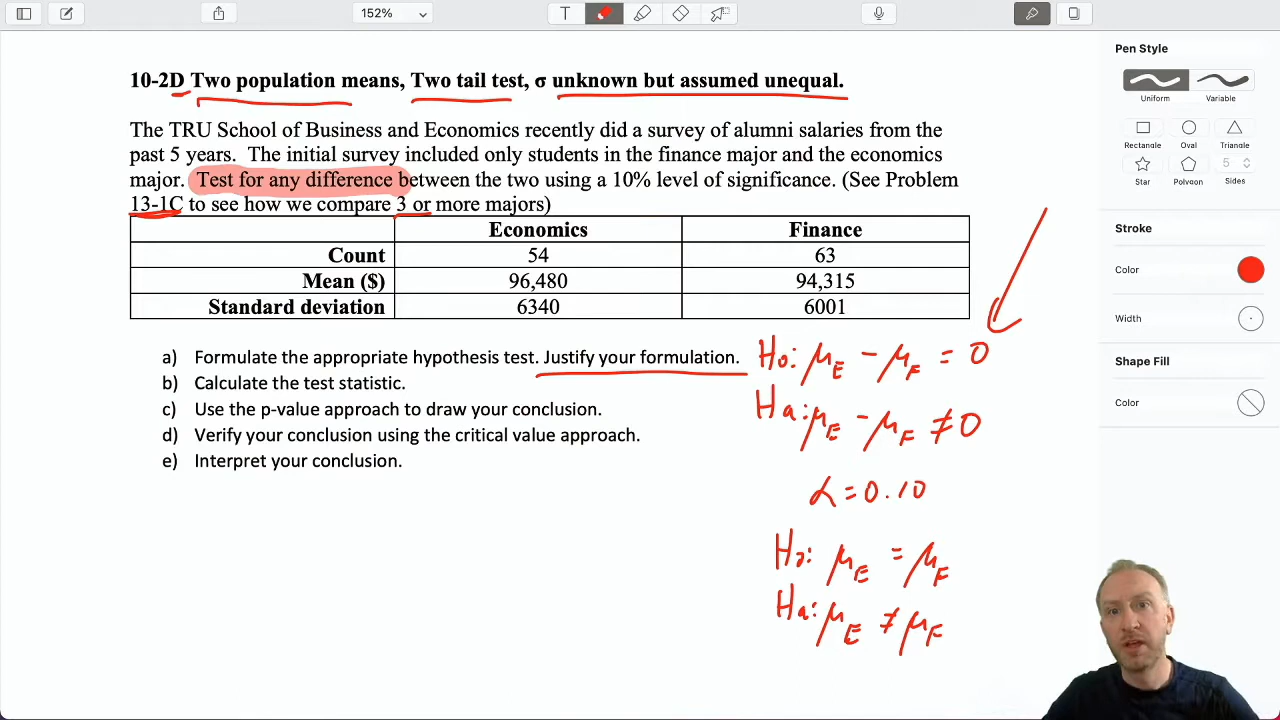 152%
T
Pen Style
Uniform
Variable
Rectangle
Oval
Triangle
Star
Polygon
5
Sides
Stroke
Color
Width
Shape Fill
Color
10-2D Two population means, Two tail test, σ unknown but assumed unequal.
The TRU School of Business and Economics recently did a survey of alumni salaries from the
past 5 years. The initial survey included only students in the finance major and the economics
major. Test for any difference between the two using a 10% level of significance. (See Problem
13-1C to see how we compare 3 or more majors)
Economics Finance
Count 54 63
Mean ($) 96,480 94,315
Standard deviation 6340 6001
a) Formulate the appropriate hypothesis test. Justify your formulation.
b) Calculate the test statistic.
c) Use the p-value approach to draw your conclusion.
d) Verify your conclusion using the critical value approach.
e) Interpret your conclusion.
Ho: μE - μF = 0
Ha: μE - μF ≠ 0
α = 0.10
Ho: μE = μF
Ha: μE ≠ μF